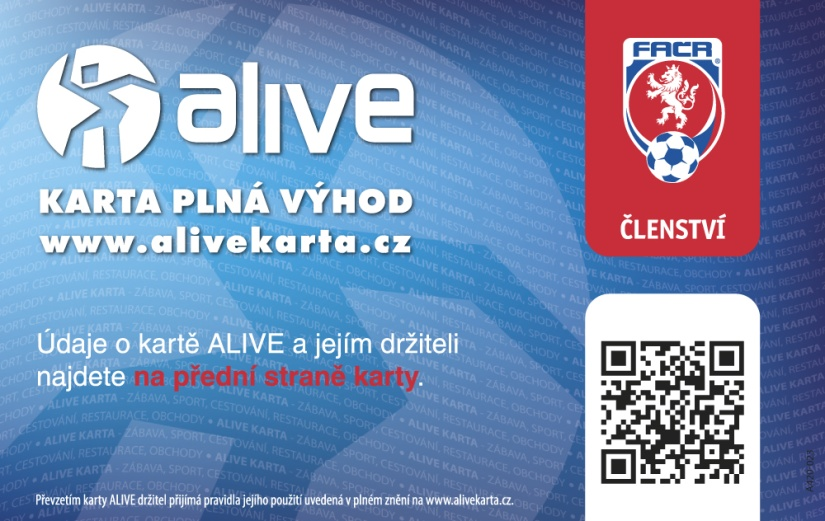 alive
KARTA PLNÁ VÝHOD
www.alivekarta.cz
FACR
ČLENSTVÍ
Údaje o kartě ALIVE a jejím držiteli
najdete na přední straně karty.
Převzetím karty ALIVE držitel přijímá pravidla jejího použití uvedená v plném znění na www.alivekarta.cz.